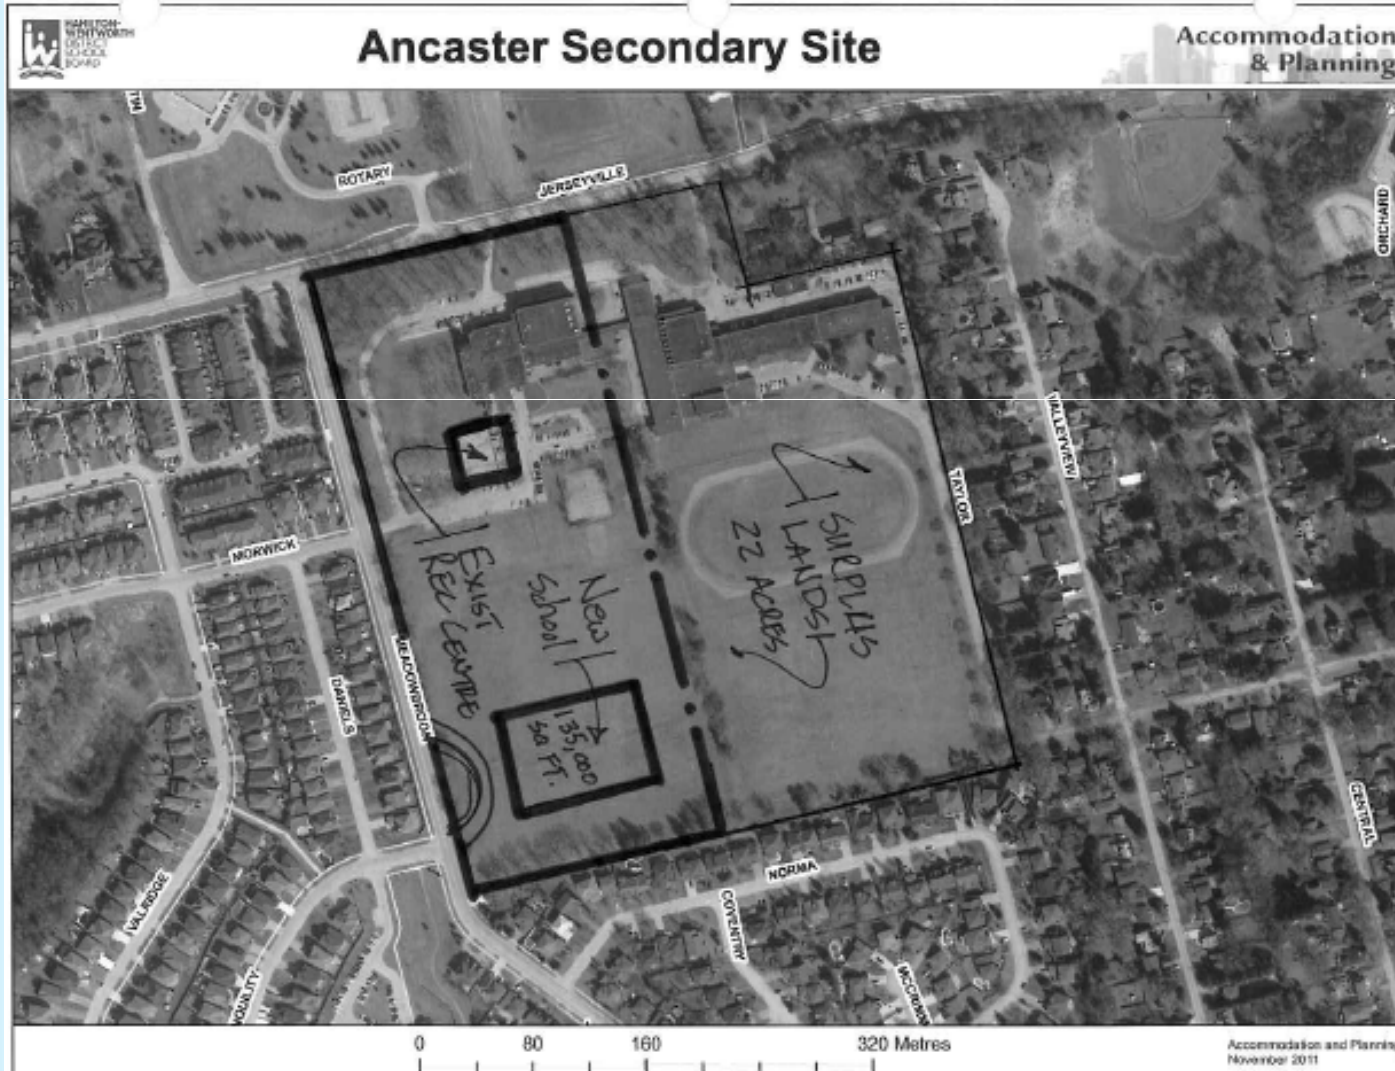 HAMILTON-
WENTWORTH
DISTRICT
SCHOOL
BOARD
Ancaster Secondary Site
Accommodation
& Planning
ROTARY
JERSEYVILLE
ORCHARD
VALLEYVIEW
TAYLOR
MORWICK
SURPLUS
LANDS
22 ACRES
EXIST
REC CENTRE
New
School
135,000
SQ FT.
MEADOWBROOK
DANIELS
CENTRAL
NORMA
COVENTRY
0 80 160 320 Metres
Accommodation and Planning
November 2011